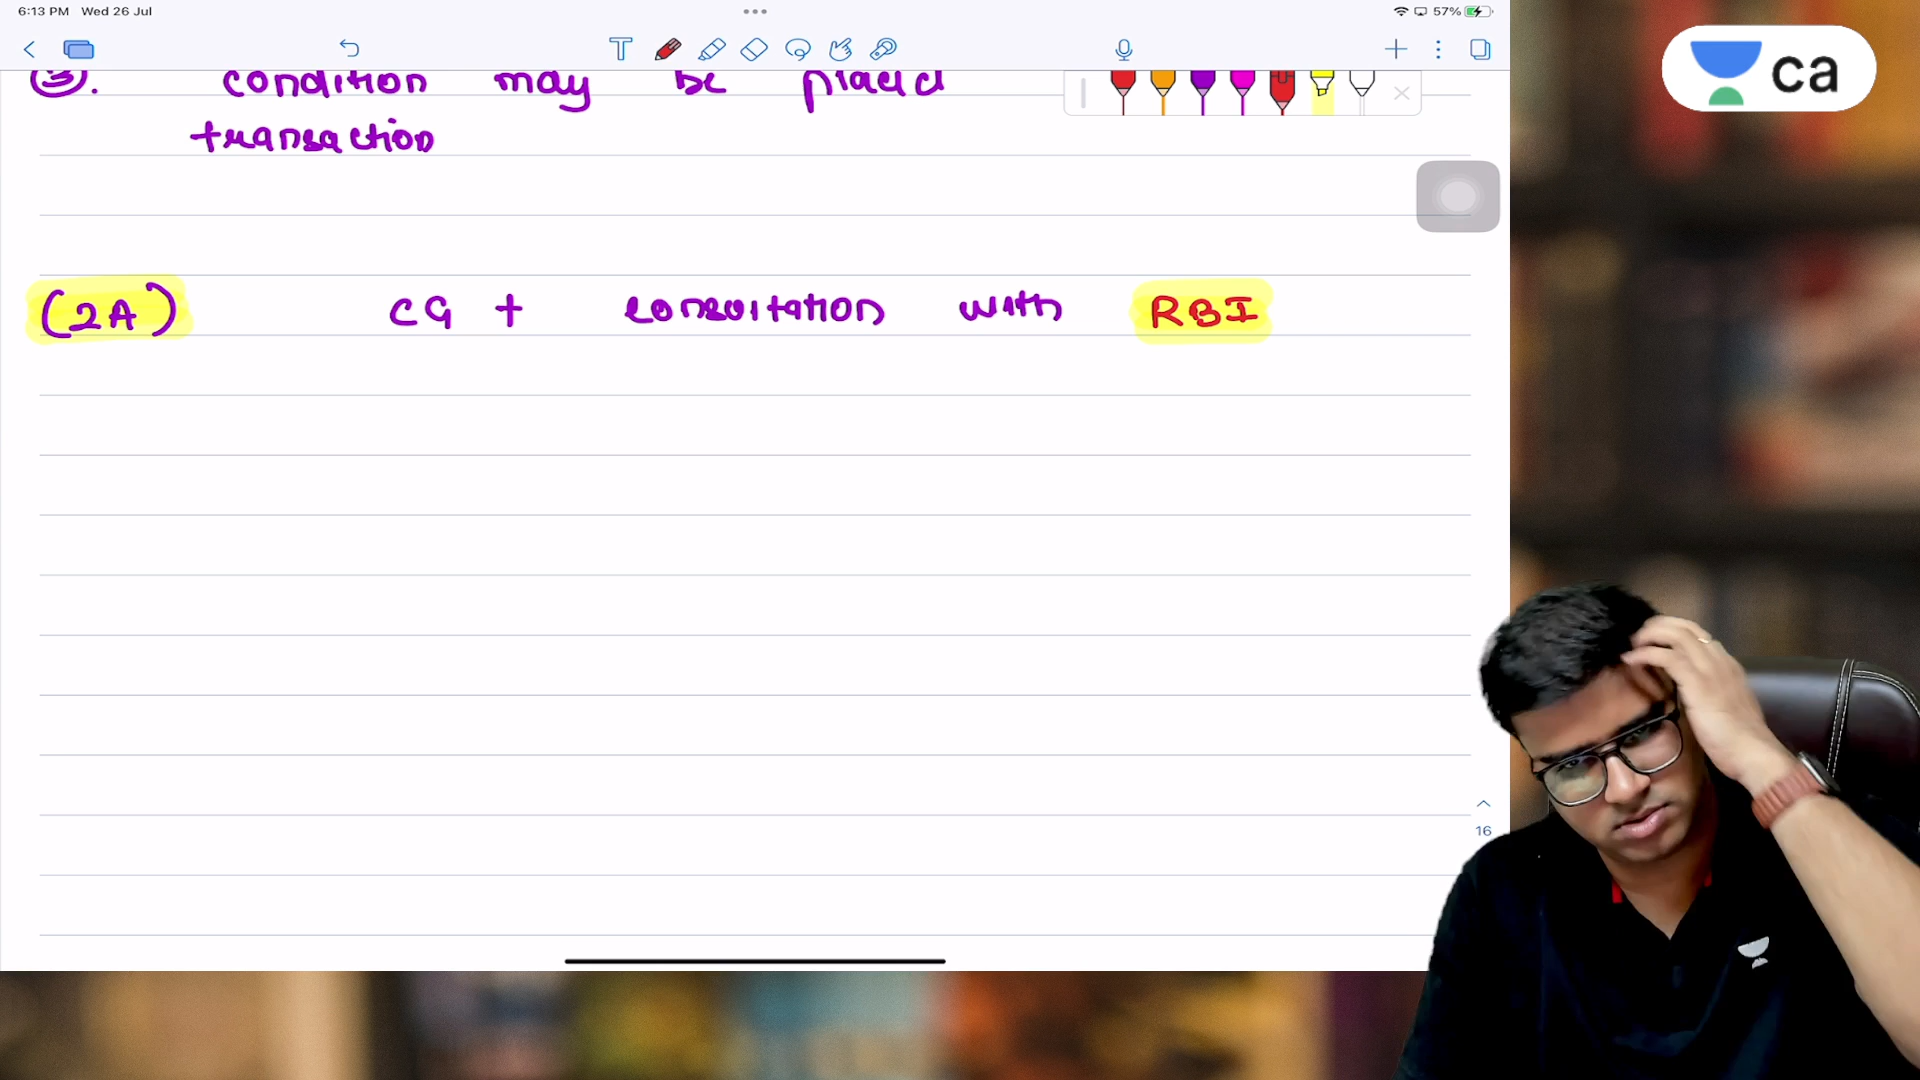 6:13 PM Wed 26 Jul
57%
ca
③. condition may be placed
transaction
(2A) CG + consultation with RBI
16